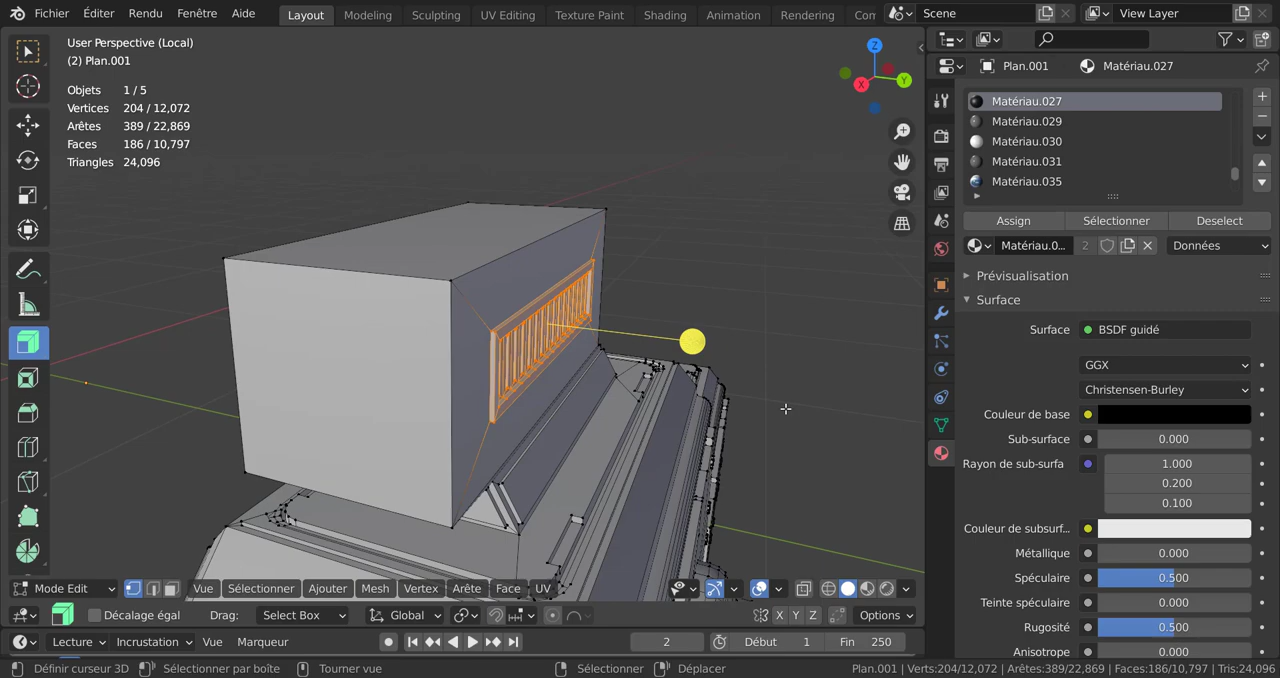 Fichier Éditer Rendu Fenêtre Aide Layout Modeling Sculpting UV Editing Texture Paint Shading Animation Rendering Con Scene View Layer
User Perspective (Local)
(2) Plan.001
Objets 1 / 5
Vertices 204 / 12,072
Arêtes 389 / 22,869
Faces 186 / 10,797
Triangles 24,096
Z
Y
X
Plan.001 Matériau.027
Matériau.027
Matériau.029
Matériau.030
Matériau.031
Matériau.035
Assign Sélectionner Deselect
Matériau.0... 2 Données
Prévisualisation
Surface
Surface BSDF guidé
GGX
Christensen-Burley
Couleur de base
Sub-surface 0.000
Rayon de sub-surfa 1.000
0.200
0.100
Couleur de subsurf...
Métallique 0.000
Spéculaire 0.500
Teinte spéculaire 0.000
Rugosité 0.500
Anisotrope 0.000
Mode Edit Vue Sélectionner Ajouter Mesh Vertex Arête Face UV
Décalage égal Drag: Select Box Global X Y Z Options
Lecture Incrustation Vue Marqueur 2 Début 1 Fin 250
Définir curseur 3D Sélectionner par boîte Tourner vue Sélectionner Déplacer Plan.001 | Verts:204/12,072 | Arêtes:389/22,869 | Faces:186/10,797 | Tris:24,096